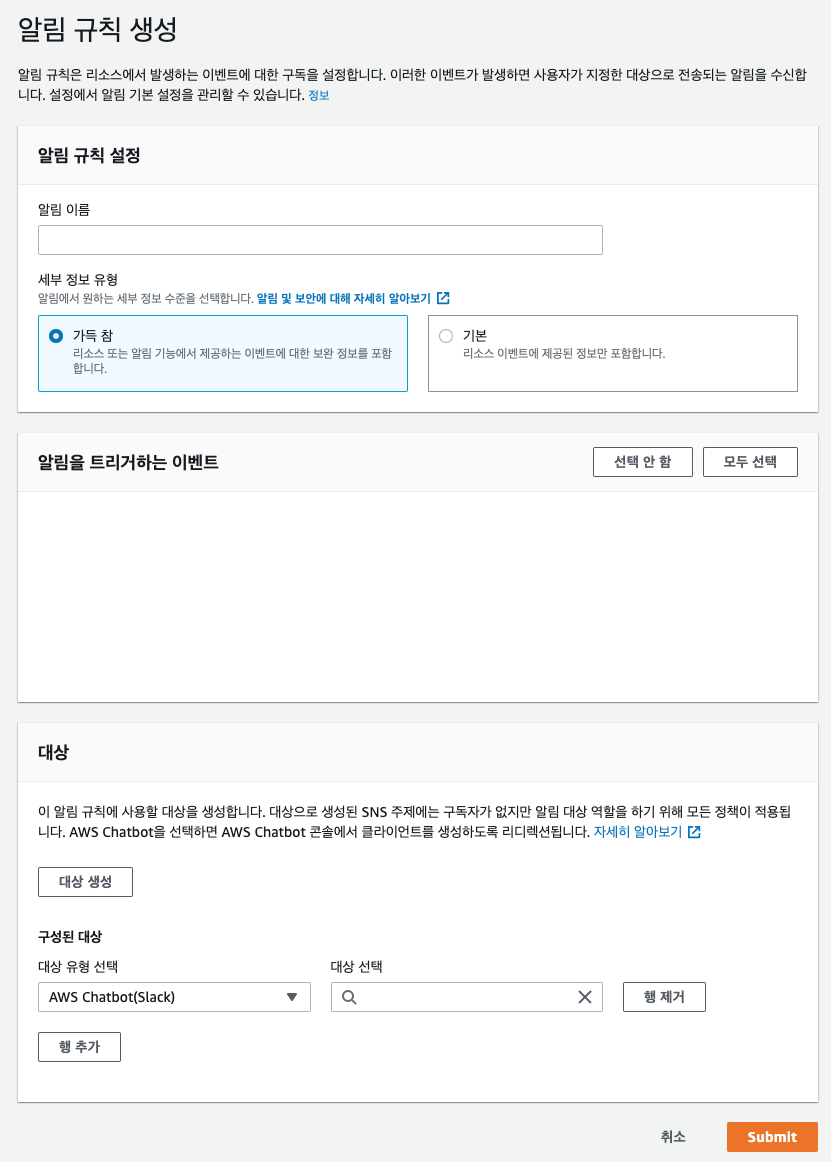 알림 규칙 생성
알림 규칙은 리소스에서 발생하는 이벤트에 대한 구독을 설정합니다. 이러한 이벤트가 발생하면 사용자가 지정한 대상으로 전송되는 알림을 수신합
니다. 설정에서 알림 기본 설정을 관리할 수 있습니다. 정보
알림 규칙 설정
알림 이름
세부 정보 유형
알림에서 원하는 세부 정보 수준을 선택합니다. 알림 및 보안에 대해 자세히 알아보기
가득 참
리소스 또는 알림 기능에서 제공하는 이벤트에 대한 보완 정보를 포함
합니다.
기본
리소스 이벤트에 제공된 정보만 포함합니다.
알림을 트리거하는 이벤트
선택 안 함
모두 선택
대상
이 알림 규칙에 사용할 대상을 생성합니다. 대상으로 생성된 SNS 주제에는 구독자가 없지만 알림 대상 역할을 하기 위해 모든 정책이 적용됩
니다. AWS Chatbot을 선택하면 AWS Chatbot 콘솔에서 클라이언트를 생성하도록 리디렉션됩니다. 자세히 알아보기
대상 생성
구성된 대상
대상 유형 선택
대상 선택
AWS Chatbot(Slack)
행 제거
행 추가
취소
Submit